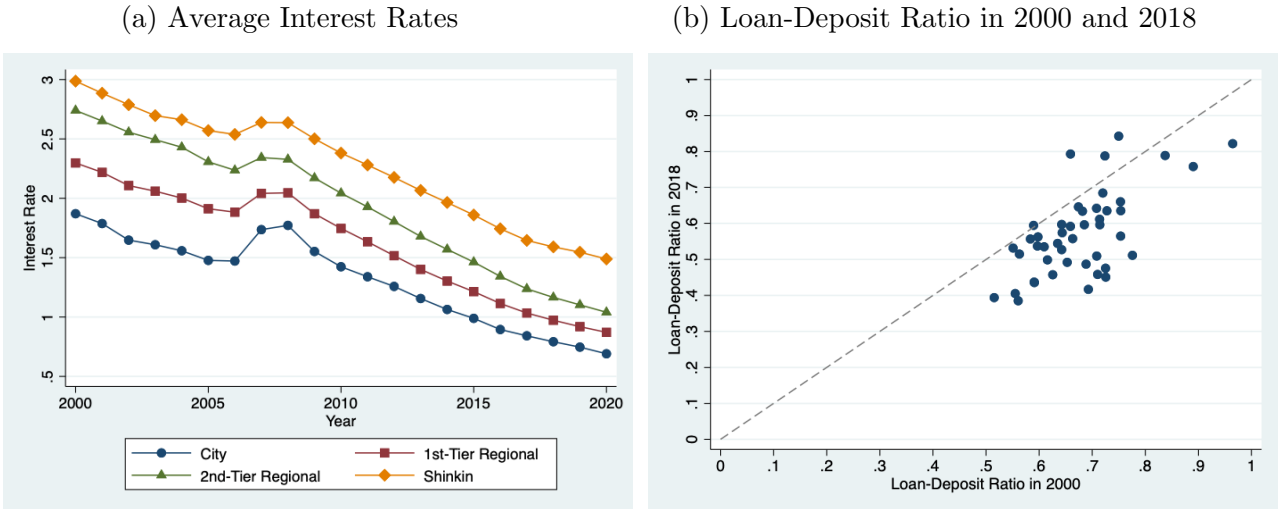 (a) Average Interest Rates
3
2.5
2
1.5
1
.5
Interest Rate
2000 2005 2010 2015 2020
Year
City 1st-Tier Regional
2nd-Tier Regional Shinkin
(b) Loan-Deposit Ratio in 2000 and 2018
1
.9
.8
.7
.6
.5
.4
.3
.2
.1
0
Loan-Deposit Ratio in 2018
0 .1 .2 .3 .4 .5 .6 .7 .8 .9 1
Loan-Deposit Ratio in 2000